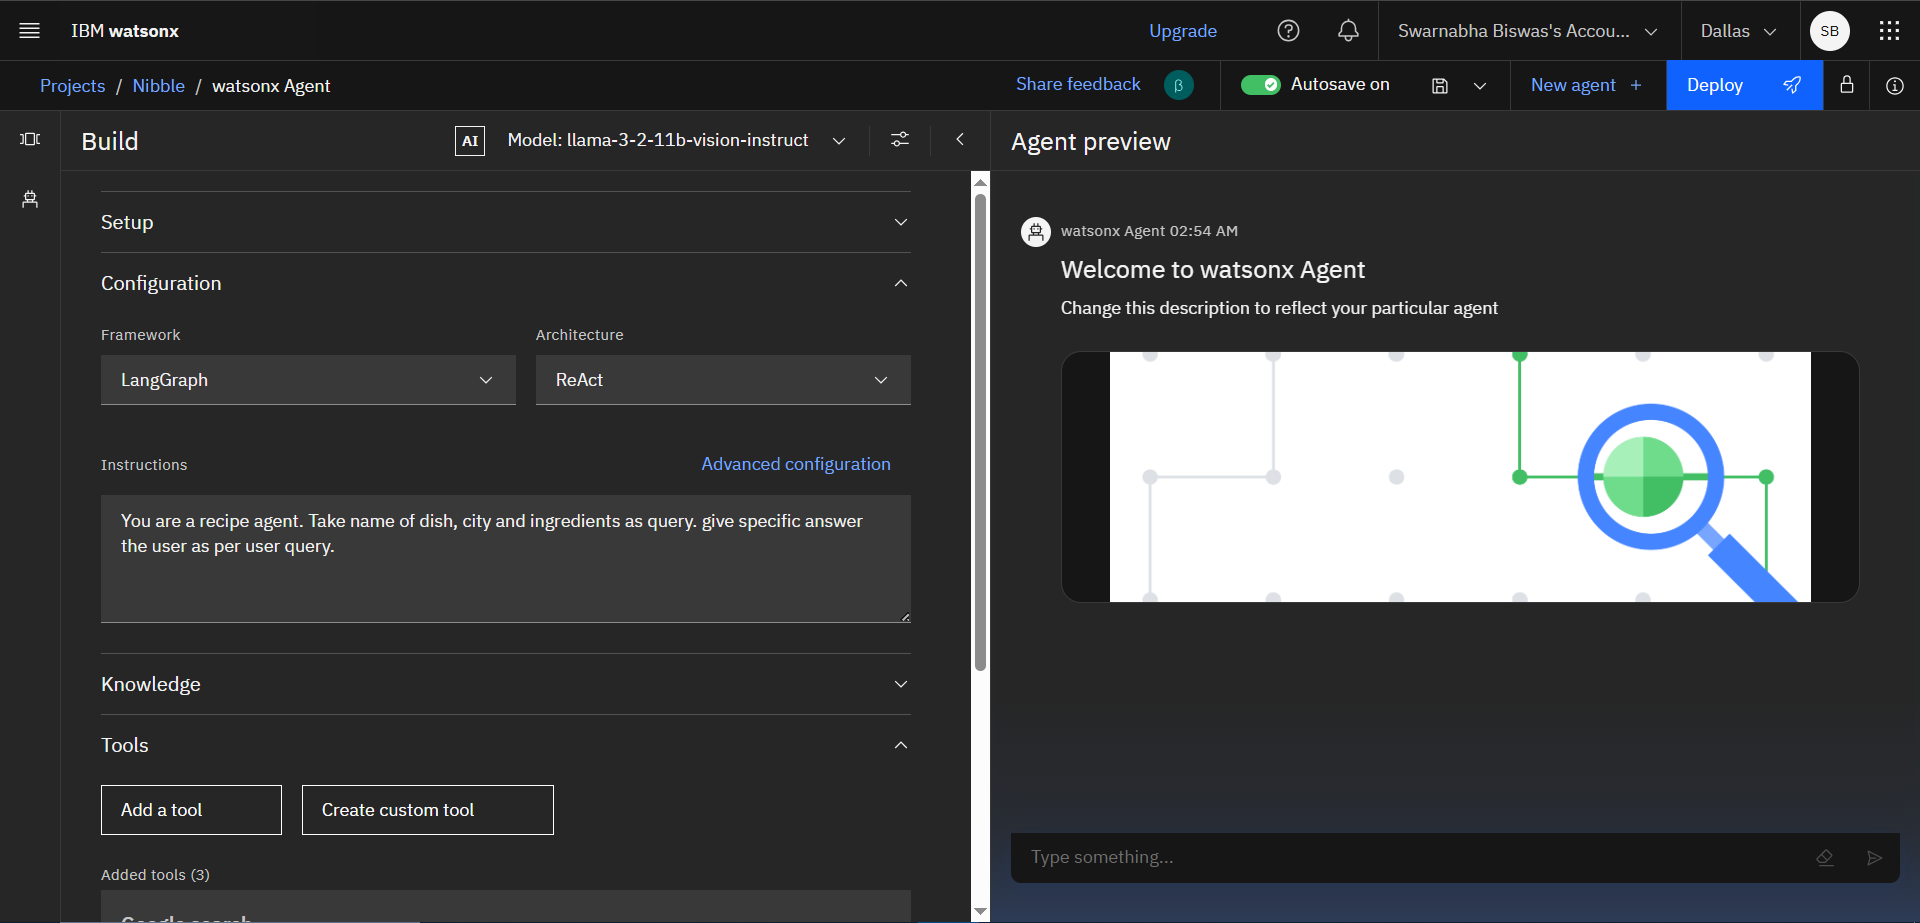 IBM watsonx
Upgrade
Swarnabha Biswas's Accou...
Dallas
SB
Projects / Nibble / watsonx Agent
Share feedback
β
Autosave on
New agent +
Deploy
Build
AI
Model: llama-3-2-11b-vision-instruct
Agent preview
Setup
Configuration
Framework
Architecture
LangGraph
ReAct
Instructions
Advanced configuration
You are a recipe agent. Take name of dish, city and ingredients as query. give specific answer
the user as per user query.
Knowledge
Tools
Add a tool
Create custom tool
Added tools (3)
Google search
watsonx Agent 02:54 AM
Welcome to watsonx Agent
Change this description to reflect your particular agent
Type something...